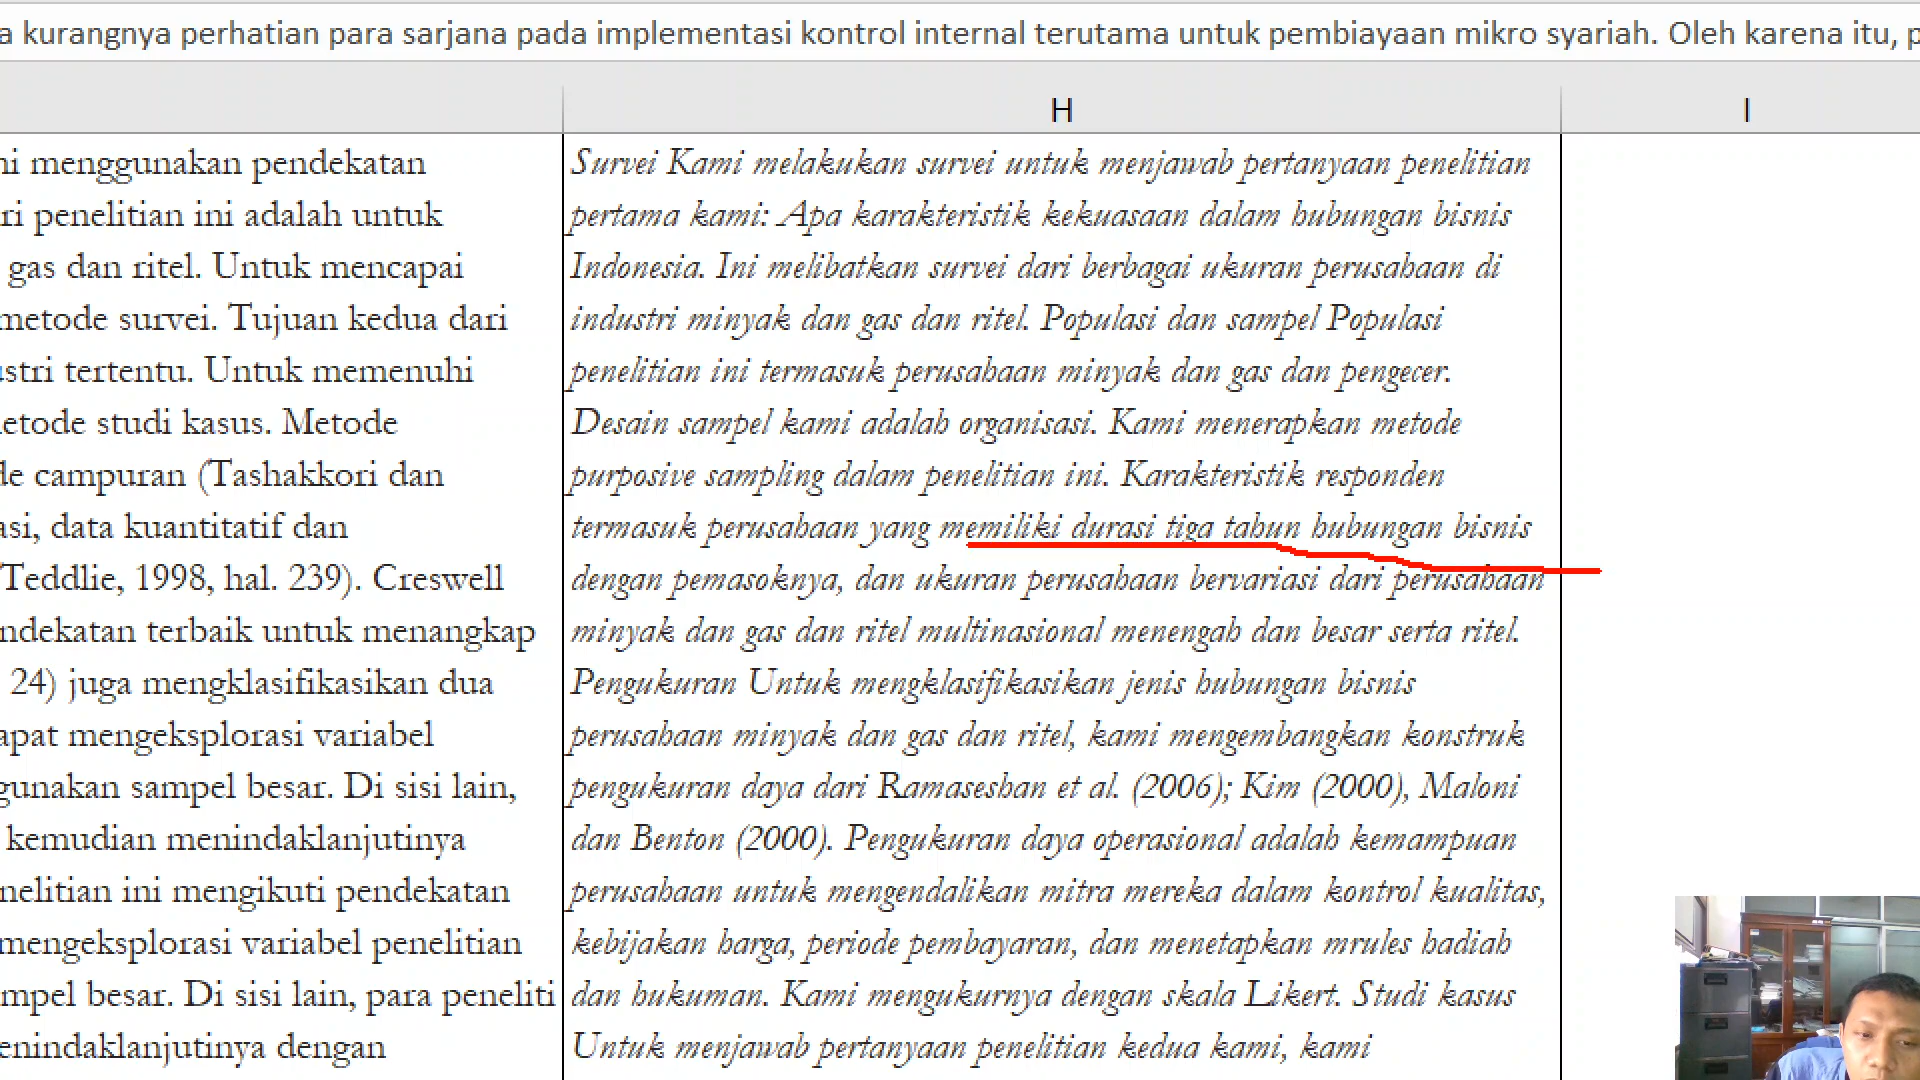 a kurangnya perhatian para sarjana pada implementasi kontrol internal terutama untuk pembiayaan mikro syariah. Oleh karena itu, p
H
I
ni menggunakan pendekatan
ri penelitian ini adalah untuk
gas dan ritel. Untuk mencapai
metode survei. Tujuan kedua dari
ustri tertentu. Untuk memenuhi
etode studi kasus. Metode
de campuran (Tashakkori dan
asi, data kuantitatif dan
Teddlie, 1998, hal. 239). Creswell
ndekatan terbaik untuk menangkap
24) juga mengklasifikasikan dua
apat mengeksplorasi variabel
gunakan sampel besar. Di sisi lain,
kemudian menindaklanjutinya
nelitian ini mengikuti pendekatan
mengeksplorasi variabel penelitian
mpel besar. Di sisi lain, para peneliti
enindaklanjutinya dengan
Survei Kami melakukan survei untuk menjawab pertanyaan penelitian
pertama kami: Apa karakteristik kekuasaan dalam hubungan bisnis
Indonesia. Ini melibatkan survei dari berbagai ukuran perusahaan di
industri minyak dan gas dan ritel. Populasi dan sampel Populasi
penelitian ini termasuk perusahaan minyak dan gas dan pengecer.
Desain sampel kami adalah organisasi. Kami menerapkan metode
purposive sampling dalam penelitian ini. Karakteristik responden
termasuk perusahaan yang memiliki durasi tiga tahun hubungan bisnis
dengan pemasoknya, dan ukuran perusahaan bervariasi dari perusahaan
minyak dan gas dan ritel multinasional menengah dan besar serta ritel.
Pengukuran Untuk mengklasifikasikan jenis hubungan bisnis
perusahaan minyak dan gas dan ritel, kami mengembangkan konstruk
pengukuran daya dari Ramaseshan et al. (2006); Kim (2000), Maloni
dan Benton (2000). Pengukuran daya operasional adalah kemampuan
perusahaan untuk mengendalikan mitra mereka dalam kontrol kualitas,
kebijakan harga, periode pembayaran, dan menetapkan mrules hadiah
dan hukuman. Kami mengukurnya dengan skala Likert. Studi kasus
Untuk menjawab pertanyaan penelitian kedua kami, kami